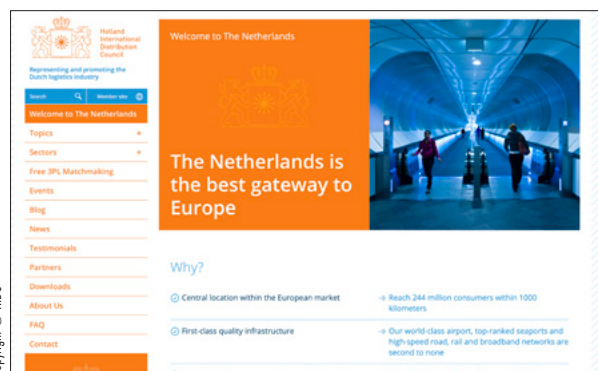 Holland
International
Distribution
Council
Representing and promoting the
Dutch logistics industry
Search
Member site
Welcome to The Netherlands
Topics +
Sectors +
Free 3PL Matchmaking
Events
Blog
News
Testimonials
Partners
Downloads
About Us
FAQ
Contact
Welcome to The Netherlands
The Netherlands is
the best gateway to
Europe
Why?
Central location within the European market
Reach 244 million consumers within 1000
kilometers
First-class quality infrastructure
Our world-class airport, top-ranked seaports and
high-speed road, rail and broadband networks are
second to none